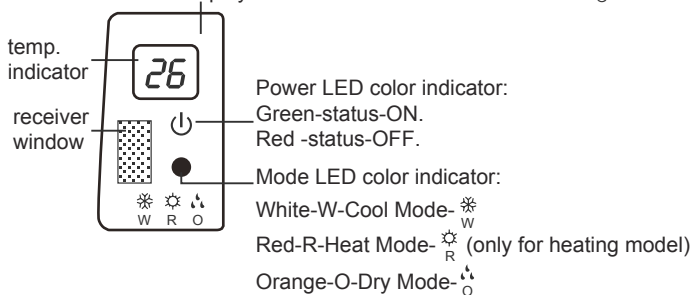 temp.
indicator
26
receiver
window
W R O
Power LED color indicator:
Green-status-ON.
Red -status-OFF.
Mode LED color indicator:
White-W-Cool Mode- W
Red-R-Heat Mode- R (only for heating model)
Orange-O-Dry Mode- O